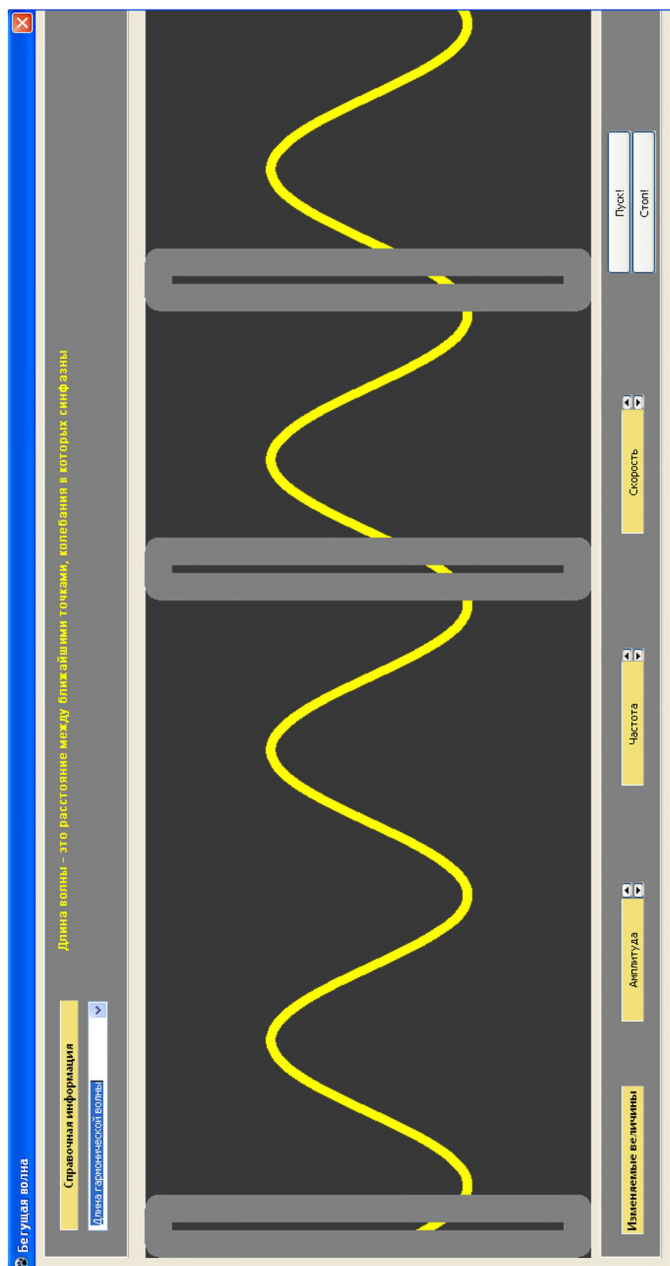 Бегущая волна
Справочная информация
Длина волны – это расстояние между ближайшими точками, колебания в которых синфазны
Длина гармонической волны
Изменяемые величины
Амплитуда
Частота
Скорость
Пуск!
Стоп!